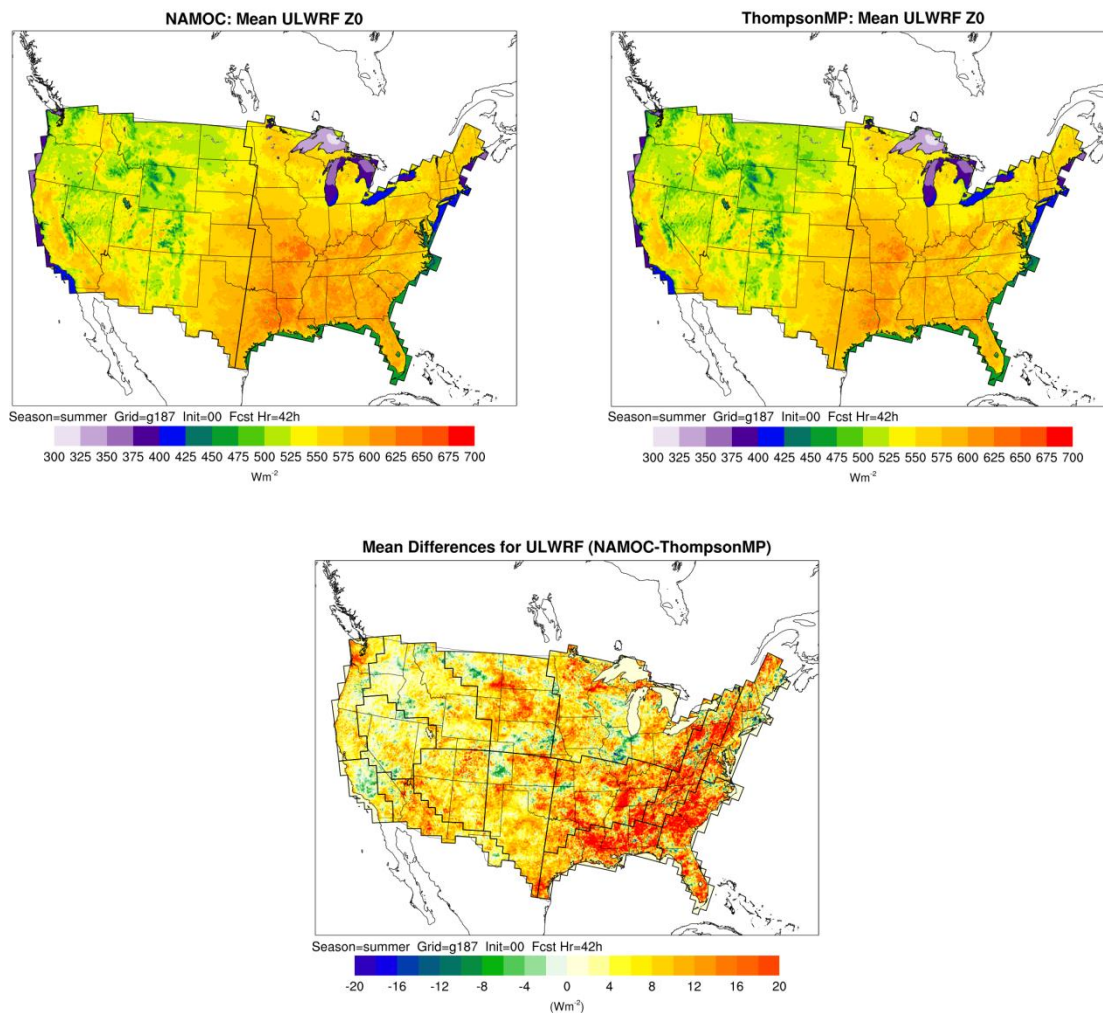 NAMOC: Mean ULWRF Z0
Season=summer Grid=g187 Init=00 Fcst Hr=42h
300 325 350 375 400 425 450 475 500 525 550 575 600 625 650 675 700
Wm⁻²
ThompsonMP: Mean ULWRF Z0
Season=summer Grid=g187 Init=00 Fcst Hr=42h
300 325 350 375 400 425 450 475 500 525 550 575 600 625 650 675 700
Wm⁻²
Mean Differences for ULWRF (NAMOC-ThompsonMP)
Season=summer Grid=g187 Init=00 Fcst Hr=42h
-20 -16 -12 -8 -4 0 4 8 12 16 20
(Wm⁻²)